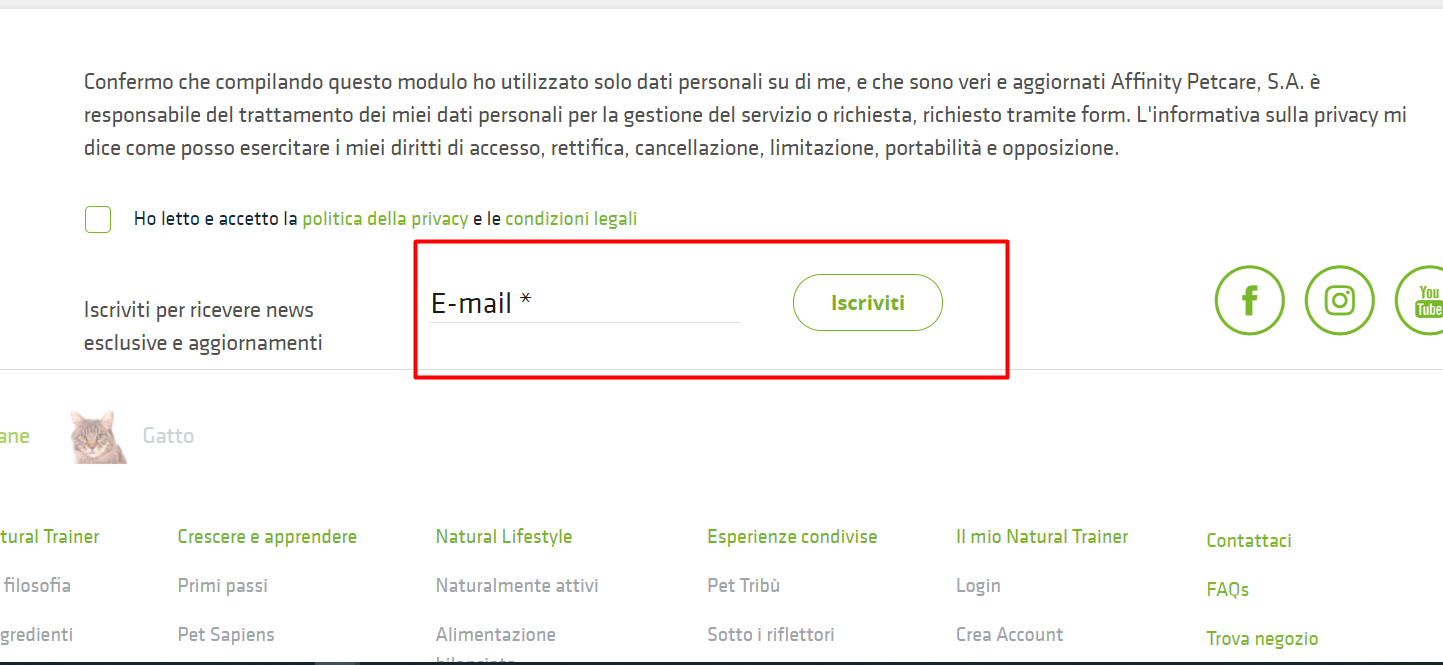 Confermo che compilando questo modulo ho utilizzato solo dati personali su di me, e che sono veri e aggiornati Affinity Petcare, S.A. è
responsabile del trattamento dei miei dati personali per la gestione del servizio o richiesta, richiesto tramite form. L'informativa sulla privacy mi
dice come posso esercitare i miei diritti di accesso, rettifica, cancellazione, limitazione, portabilità e opposizione.
Ho letto e accetto la politica della privacy e le condizioni legali
Iscriviti per ricevere news
esclusive e aggiornamenti
E-mail *
Iscriviti
You
Tube
ane
Gatto
tural Trainer
filosofia
gredienti
Crescere e apprendere
Primi passi
Pet Sapiens
Natural Lifestyle
Naturalmente attivi
Alimentazione
Esperienze condivise
Pet Tribù
Sotto i riflettori
Il mio Natural Trainer
Login
Crea Account
Contattaci
FAQs
Trova negozio